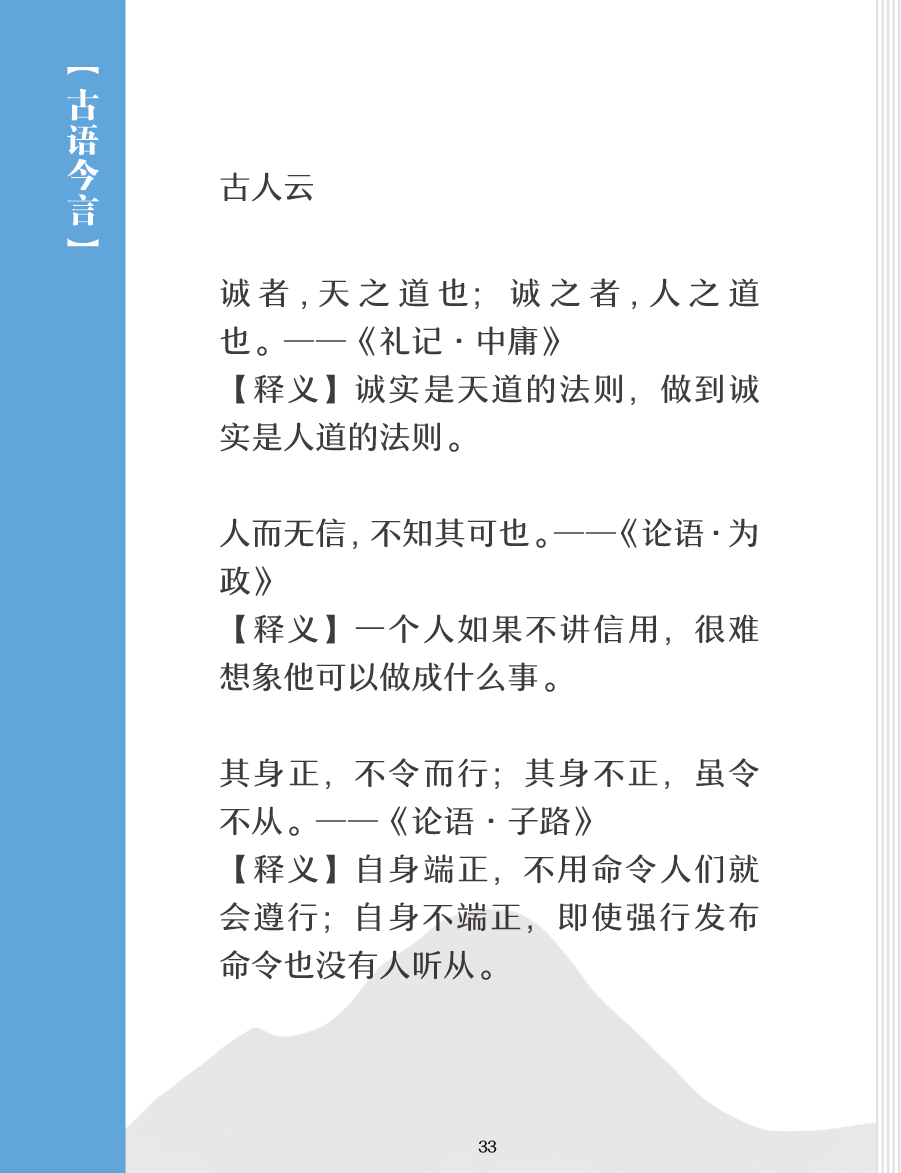 【古语今言】
古人云
诚者,天之道也；诚之者,人之道
也。——《礼记·中庸》
【释义】诚实是天道的法则，做到诚
实是人道的法则。
人而无信，不知其可也。——《论语·为
政》
【释义】一个人如果不讲信用，很难
想象他可以做成什么事。
其身正，不令而行；其身不正，虽令
不从。——《论语·子路》
【释义】自身端正，不用命令人们就
会遵行；自身不端正，即使强行发布
命令也没有人听从。
33